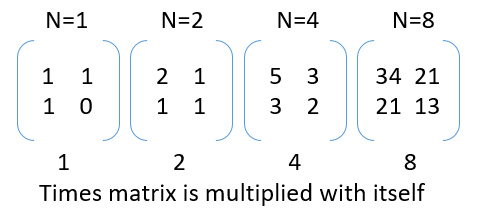 N=1 N=2 N=4 N=8
1 1 2 1 5 3 34 21
1 0 1 1 3 2 21 13
1 2 4 8
Times matrix is multiplied with itself